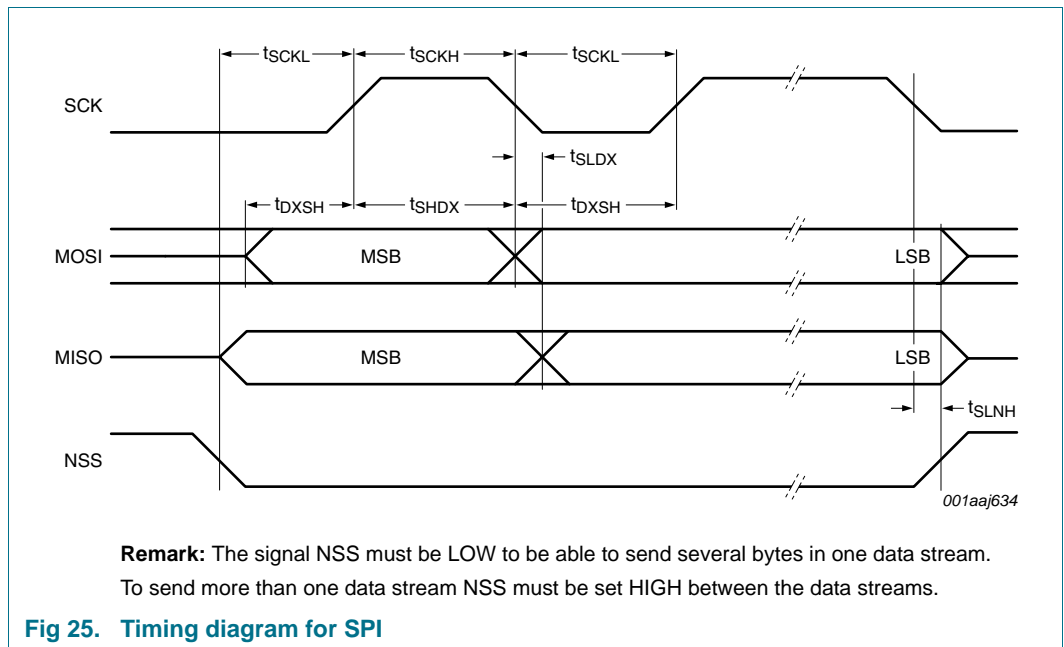 tSCKL tSCKH tSCKL
SCK
tSLDX
tDXSH tSHDX tDXSH
MOSI MSB LSB
MISO MSB LSB
tSLNH
NSS
001aaj634
Remark: The signal NSS must be LOW to be able to send several bytes in one data stream.
To send more than one data stream NSS must be set HIGH between the data streams.
Fig 25. Timing diagram for SPI